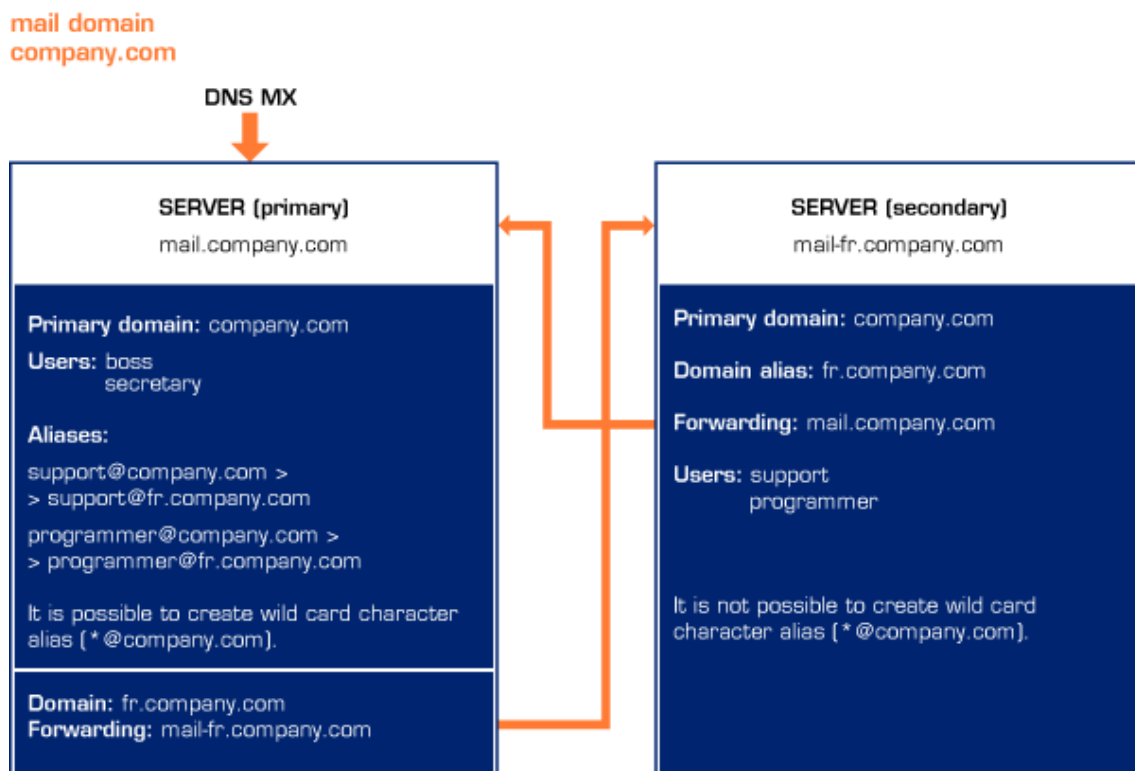 mail domain
company.com
DNS MX
SERVER (primary)
mail.company.com
Primary domain: company.com
Users: boss
secretary
Aliases:
support@company.com >
> support@fr.company.com
programmer@company.com >
> programmer@fr.company.com
It is possible to create wild card character
alias (*@company.com).
Domain: fr.company.com
Forwarding: mail-fr.company.com
SERVER (secondary)
mail-fr.company.com
Primary domain: company.com
Domain alias: fr.company.com
Forwarding: mail.company.com
Users: support
programmer
It is not possible to create wild card
character alias (*@company.com).